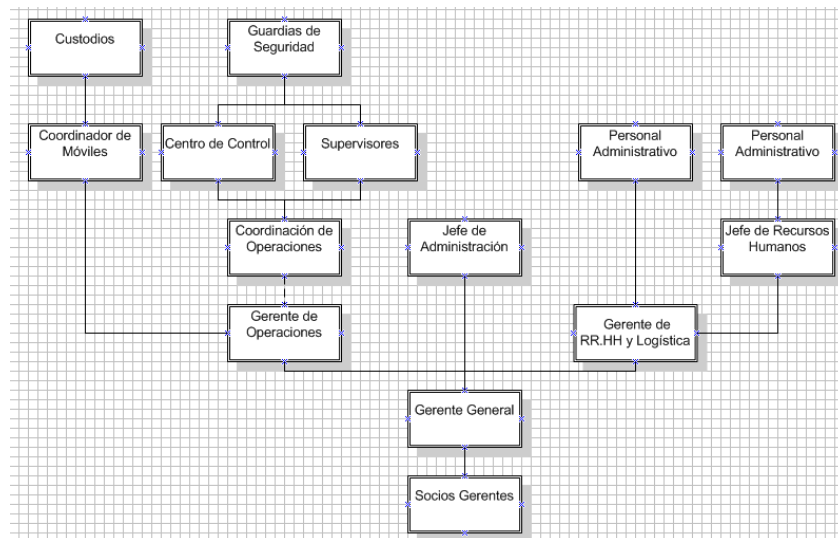 Custodios
Guardias de
Seguridad
Coordinador de
Móviles
Centro de Control
Supervisores
Personal
Administrativo
Personal
Administrativo
Coordinación de
Operaciones
Jefe de
Administración
Jefe de Recursos
Humanos
Gerente de
Operaciones
Gerente de
RR.HH y Logística
Gerente General
Socios Gerentes